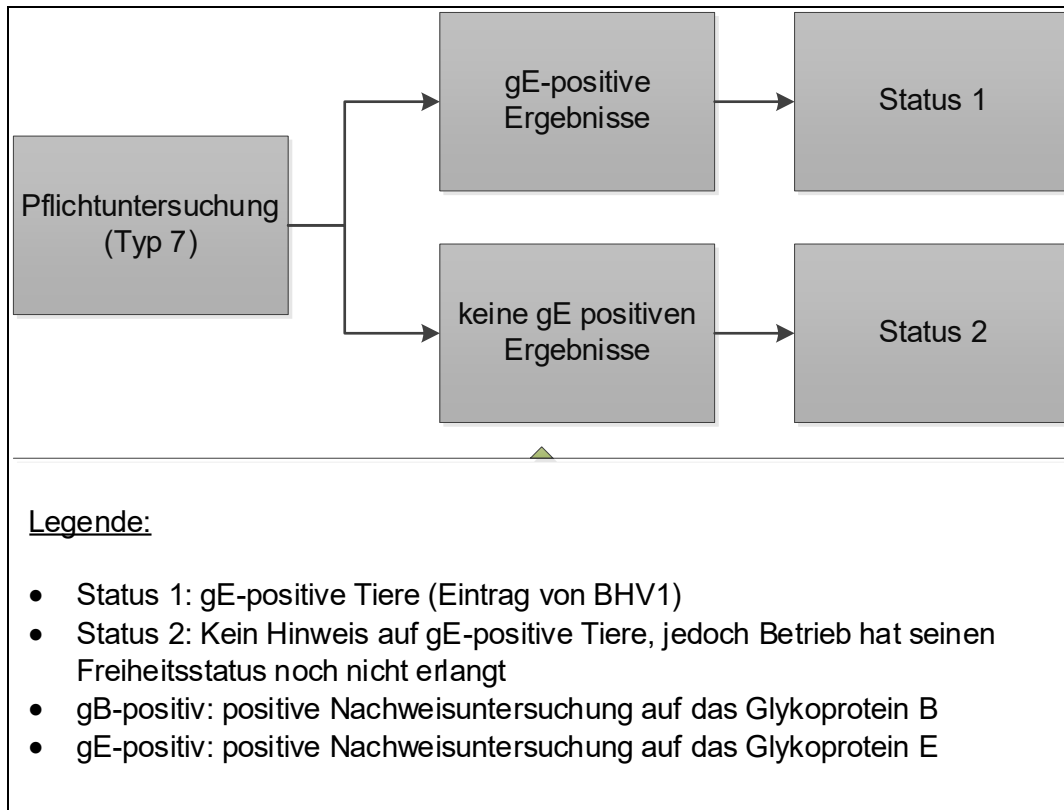 gE-positive
Ergebnisse
Status 1
Pflichtuntersuchung
(Typ 7)
keine gE positiven
Ergebnisse
Status 2
Legende:
• Status 1: gE-positive Tiere (Eintrag von BHV1)
• Status 2: Kein Hinweis auf gE-positive Tiere, jedoch Betrieb hat seinen
Freiheitsstatus noch nicht erlangt
• gB-positiv: positive Nachweisuntersuchung auf das Glykoprotein B
• gE-positiv: positive Nachweisuntersuchung auf das Glykoprotein E